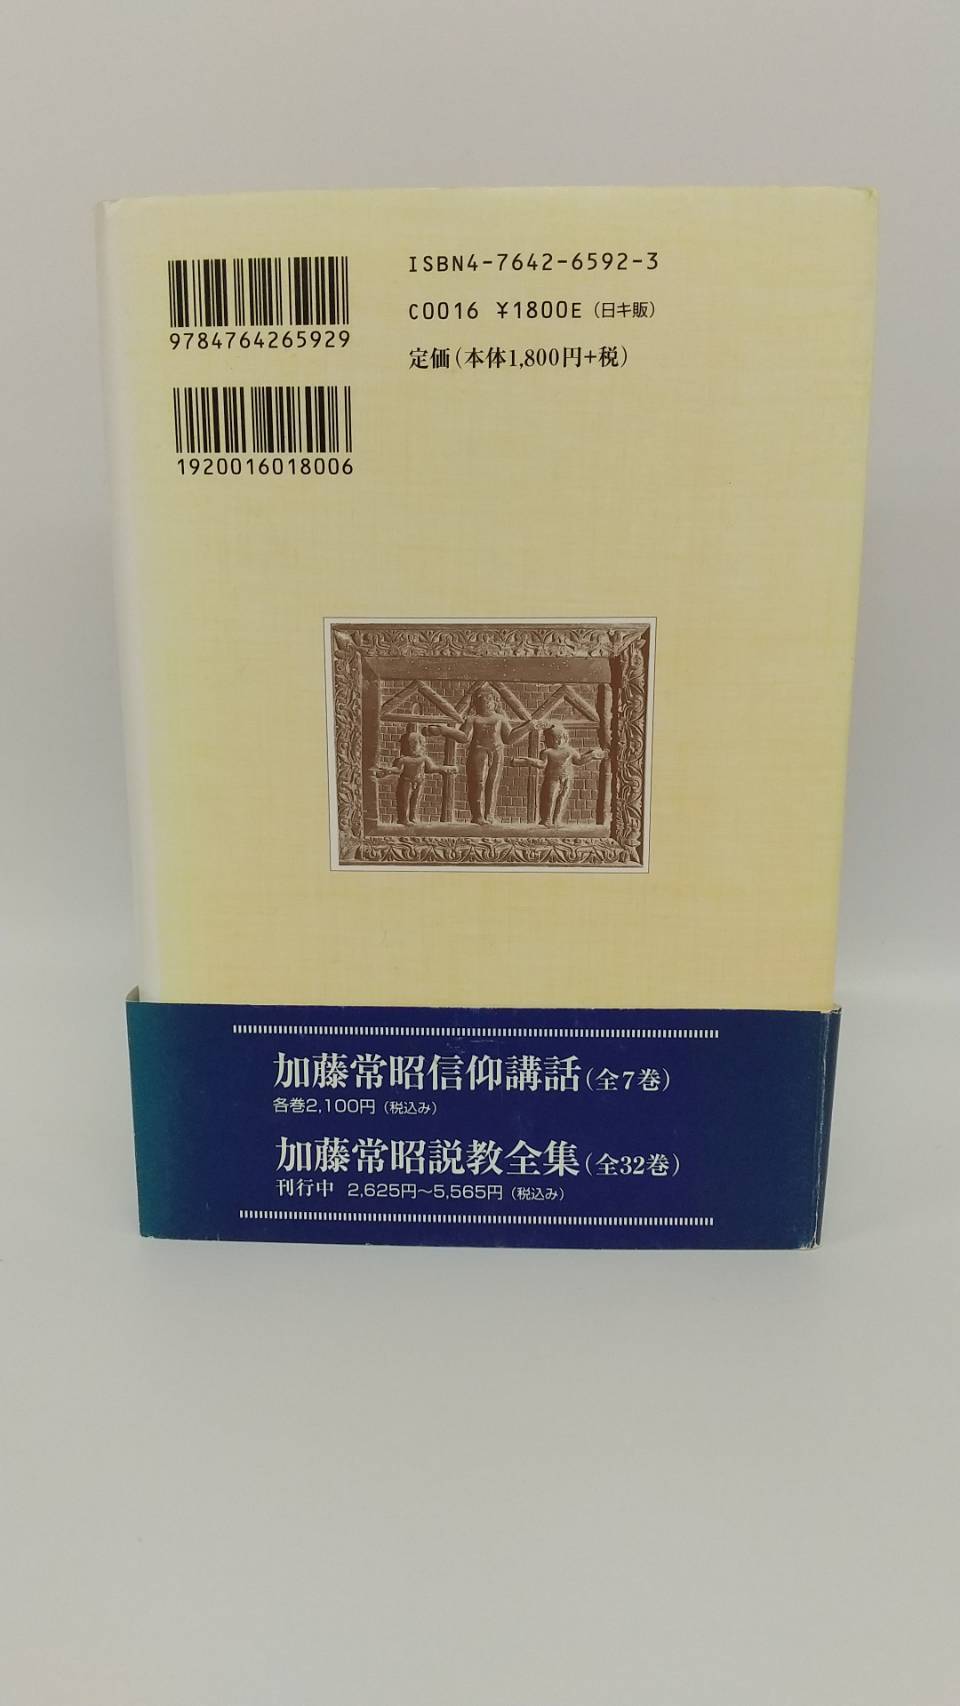 ISBN4-7642-6592-3
C0016 ¥1800E（日キ販）
定価（本体1,800円+税）
9784764265929
1920016018006
加藤常昭信仰講話（全7巻）
各巻2,100円（税込み）
加藤常昭説教全集（全32巻）
刊行中 2,625円～5,565円（税込み）